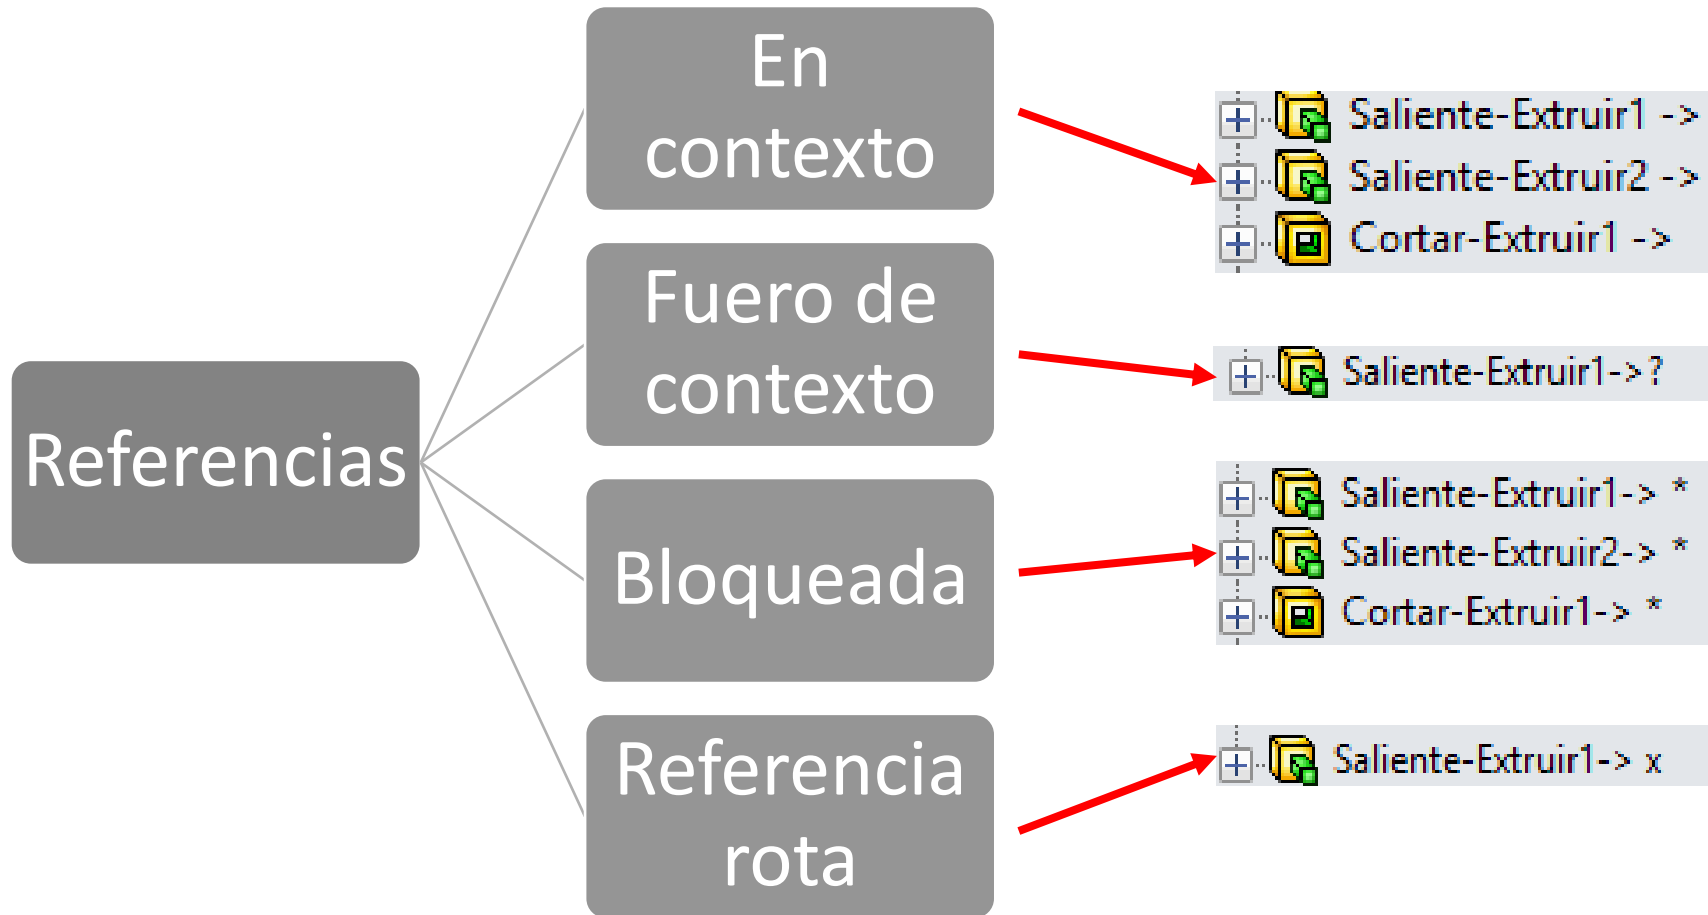 Referencias
En
contexto
Saliente-Extruir1 ->
Saliente-Extruir2 ->
Cortar-Extruir1 ->
Fuero de
contexto
Saliente-Extruir1->?
Bloqueada
Saliente-Extruir1-> *
Saliente-Extruir2-> *
Cortar-Extruir1-> *
Referencia
rota
Saliente-Extruir1-> x